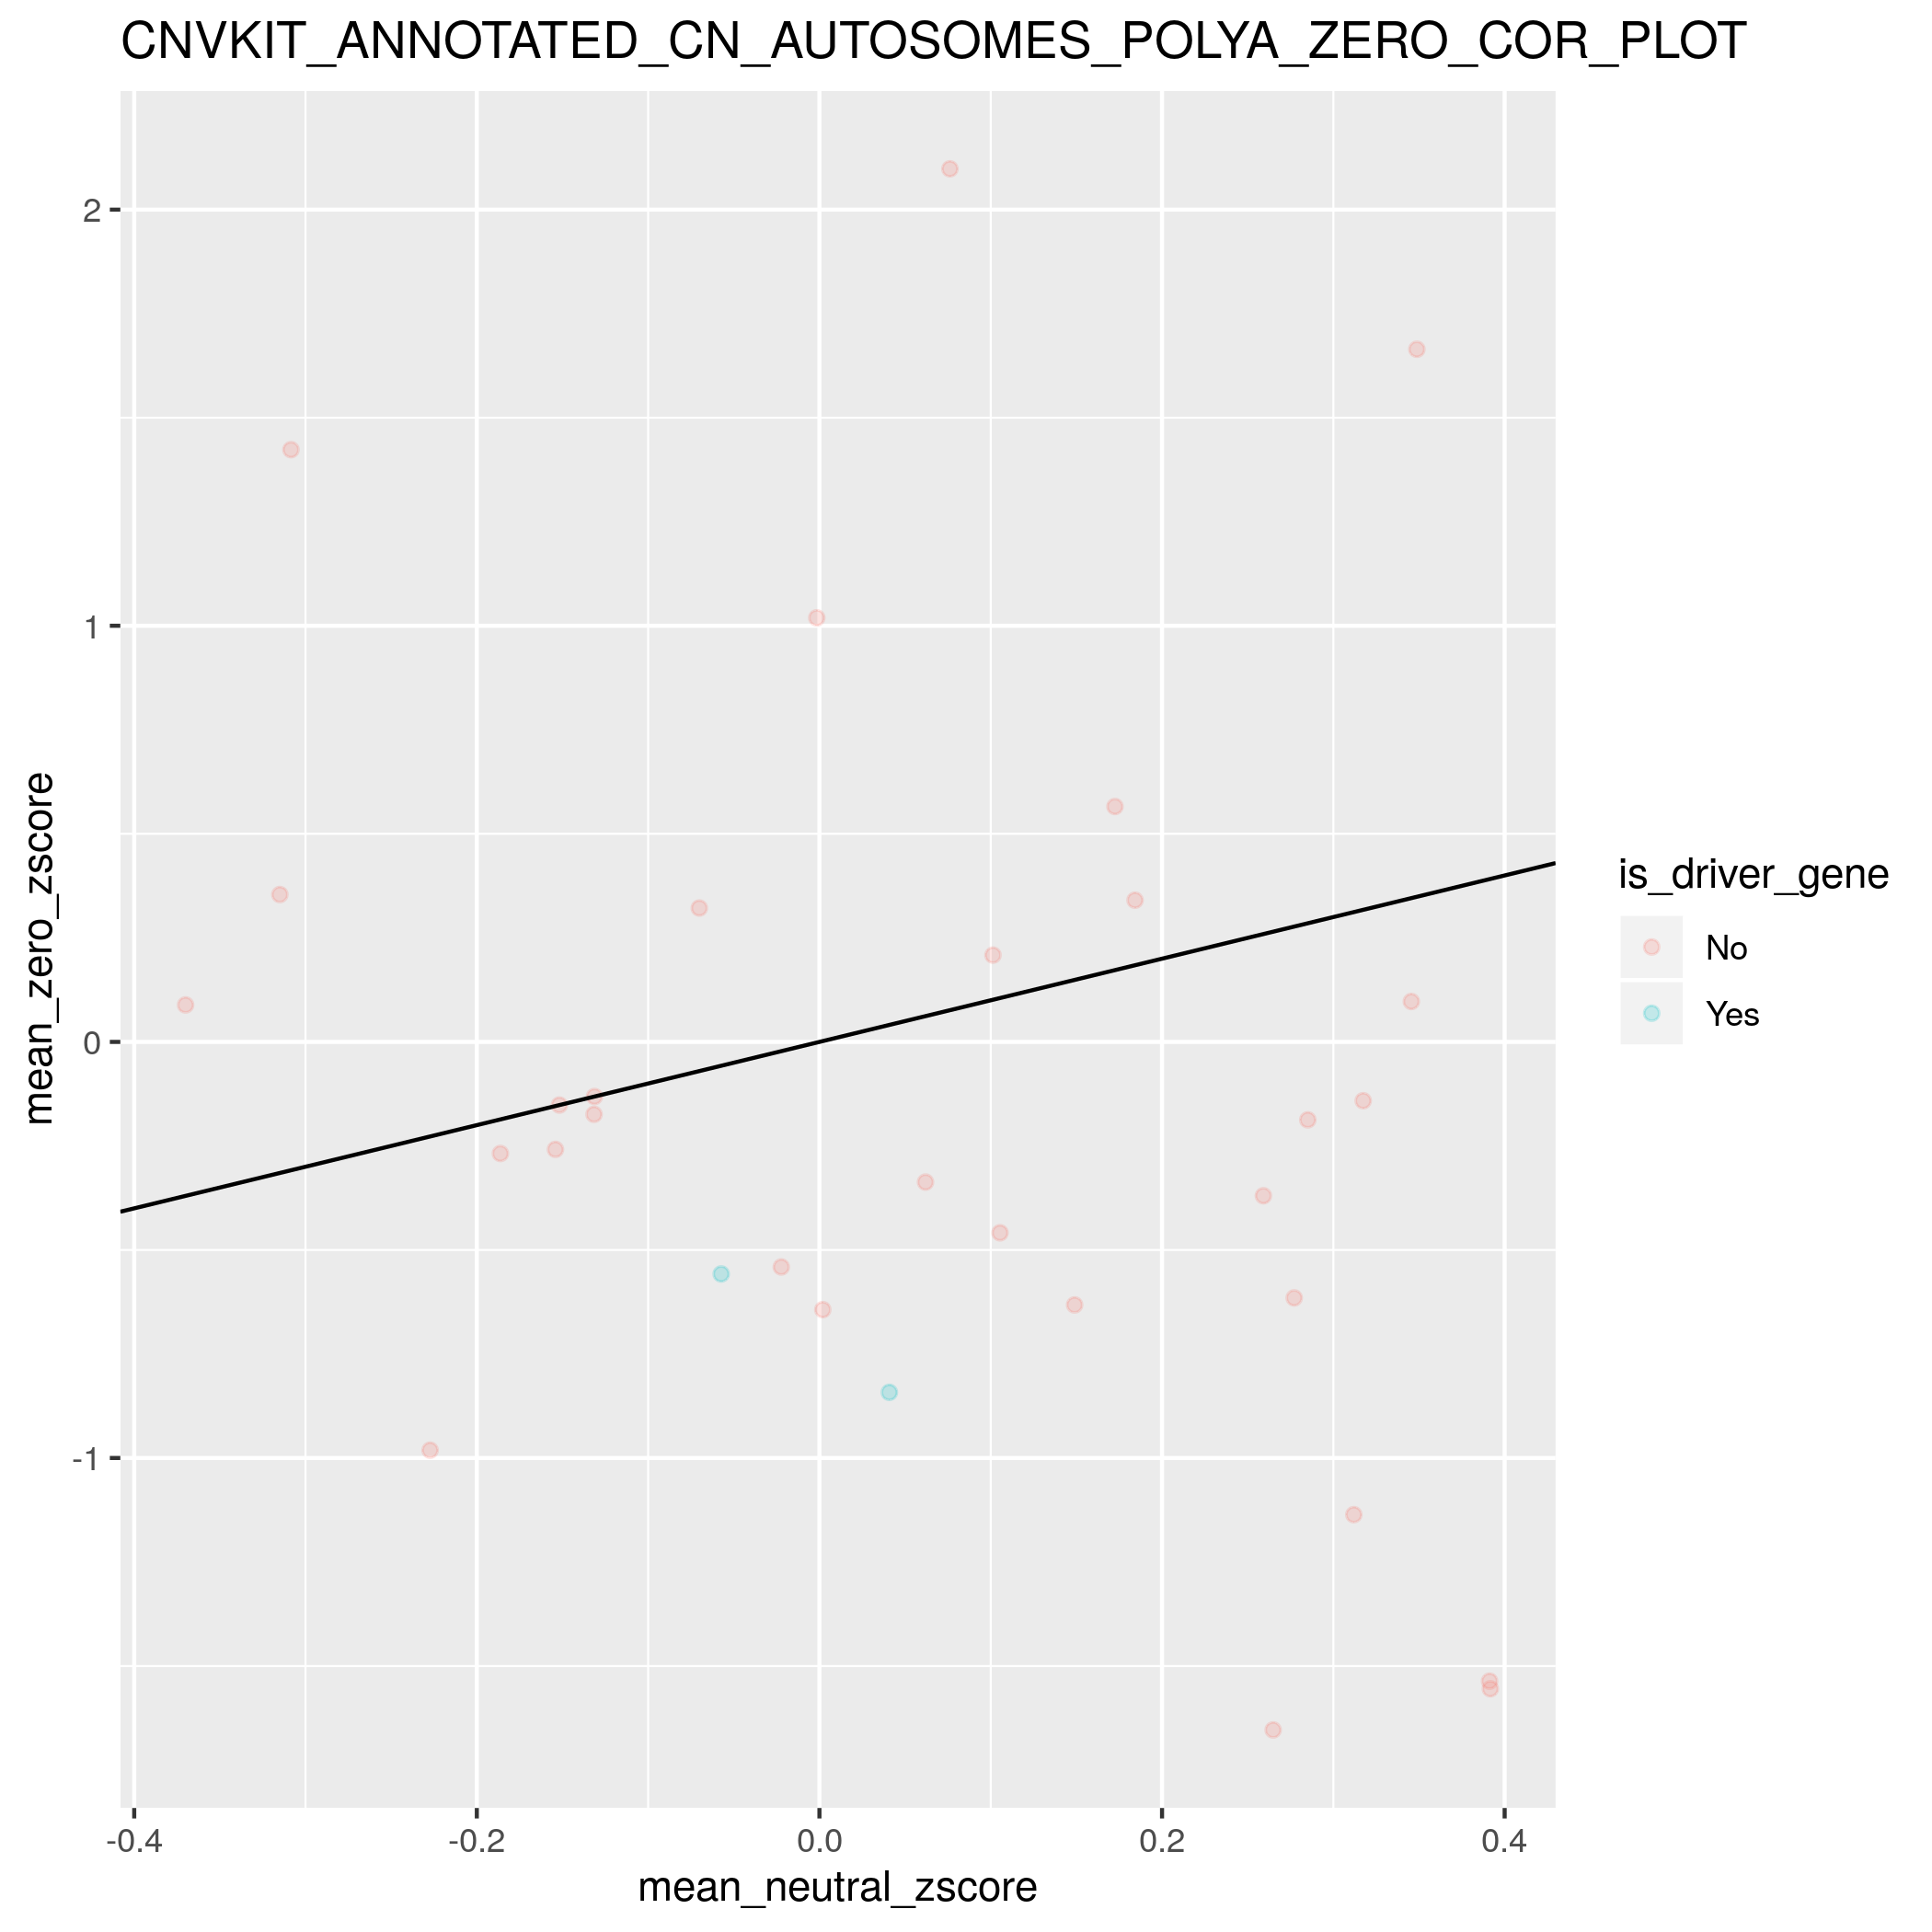 CNVKIT_ANNOTATED_CN_AUTOSOMES_POLYA_ZERO_COR_PLOT
2
1
0
-1
mean_zero_zscore
-0.4
-0.2
0.0
0.2
0.4
mean_neutral_zscore
is_driver_gene
No
Yes